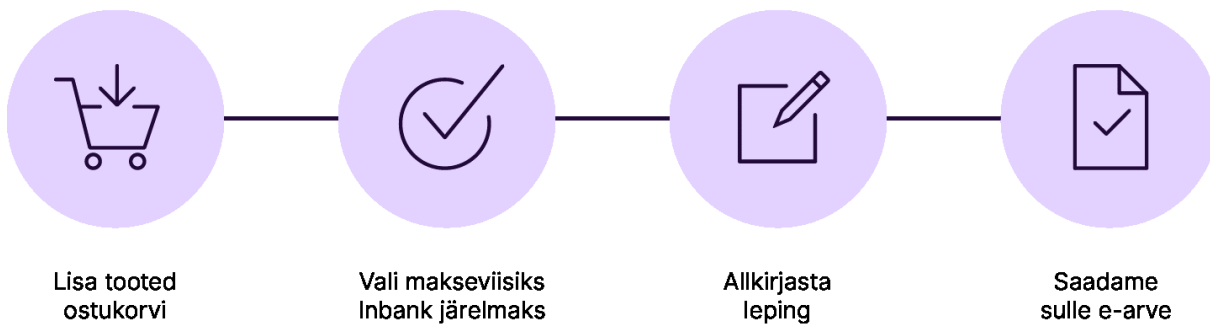 Lisa tooted
ostukorvi
Vali makseviisiks
Inbank järelmaks
Allkirjasta
leping
Saadame
sulle e-arve